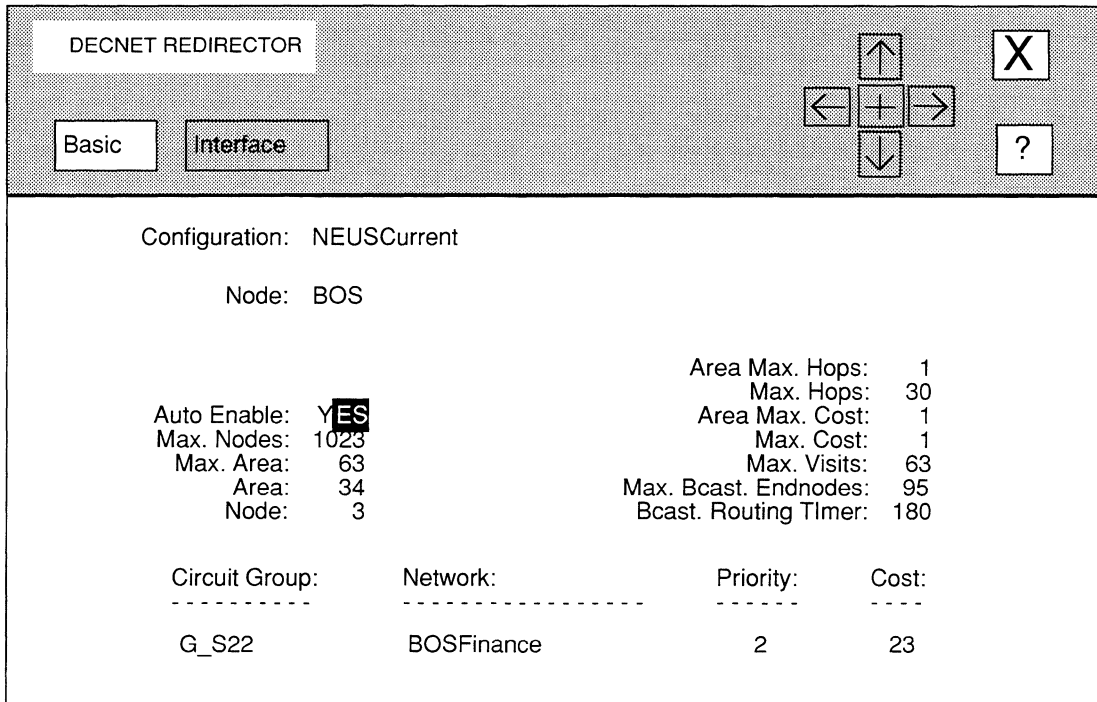 DECNET REDIRECTOR
X
Basic Interface
+
?
Configuration: NEUSCurrent
Node: BOS
Area Max. Hops: 1
Max. Hops: 30
Auto Enable: YES Area Max. Cost: 1
Max. Nodes: 1023 Max. Cost: 1
Max. Area: 63 Max. Visits: 63
Area: 34 Max. Bcast. Endnodes: 95
Node: 3 Bcast. Routing TImer: 180
Circuit Group: Network: Priority: Cost:
G_S22 BOSFinance 2 23